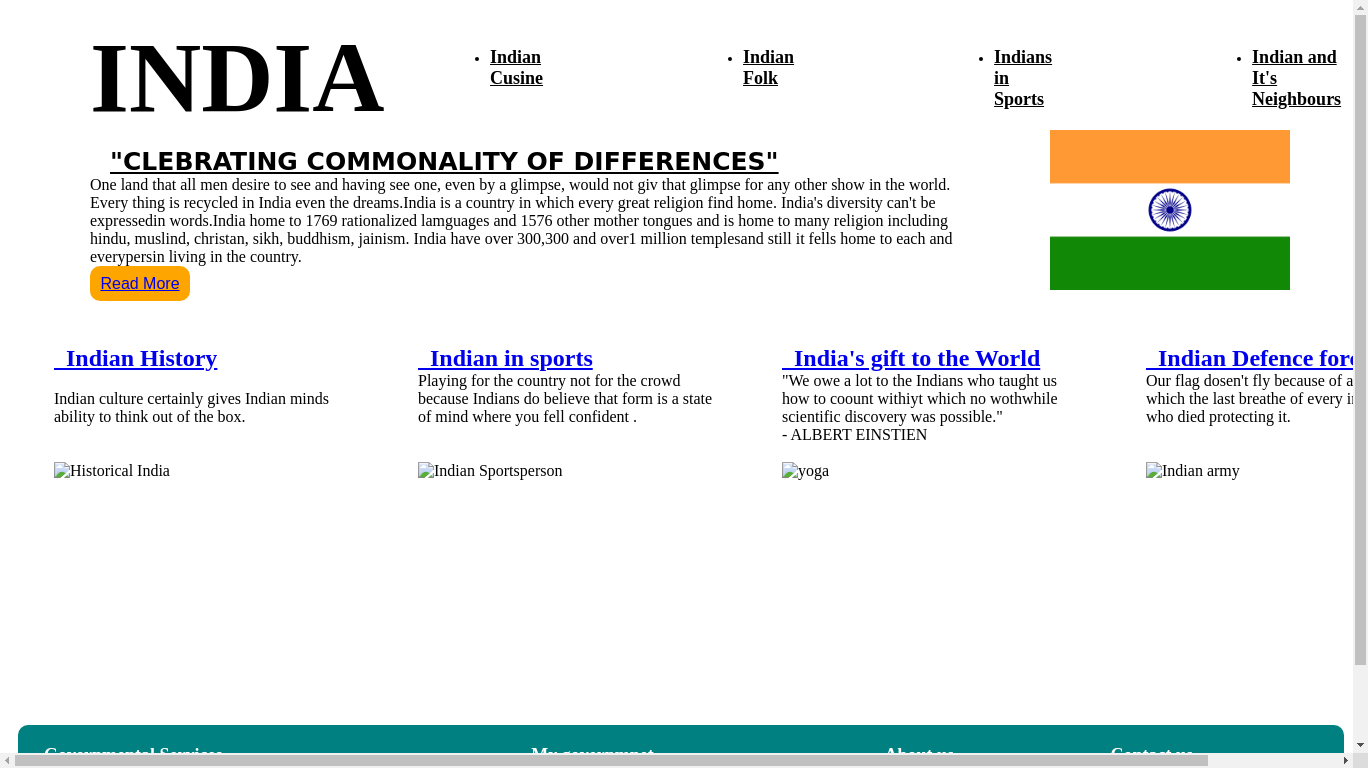 INDIA
Indian
Cusine
Indian
Folk
Indians
in
Sports
Indian and
It's
Neighbours
"CLEBRATING COMMONALITY OF DIFFERENCES"
One land that all men desire to see and having see one, even by a glimpse, would not giv that glimpse for any other show in the world.
Every thing is recycled in India even the dreams.India is a country in which every great religion find home. India's diversity can't be
expressedin words.India home to 1769 rationalized lamguages and 1576 other mother tongues and is home to many religion including
hindu, muslind, christan, sikh, buddhism, jainism. India have over 300,300 and over1 million templesand still it fells home to each and
everypersin living in the country.
Read More
Indian History
Indian culture certainly gives Indian minds
ability to think out of the box.
Historical India
Indian in sports
Playing for the country not for the crowd
because Indians do believe that form is a state
of mind where you fell confident .
Indian Sportsperson
India's gift to the World
"We owe a lot to the Indians who taught us
how to coount withiyt which no wothwhile
scientific discovery was possible."
- ALBERT EINSTIEN
yoga
Indian Defence
Our flag dosen't fly because of a
which the last breathe of every
who died protecting it.
Indian army
Governmental Services
My governmnet
About us
Contact us